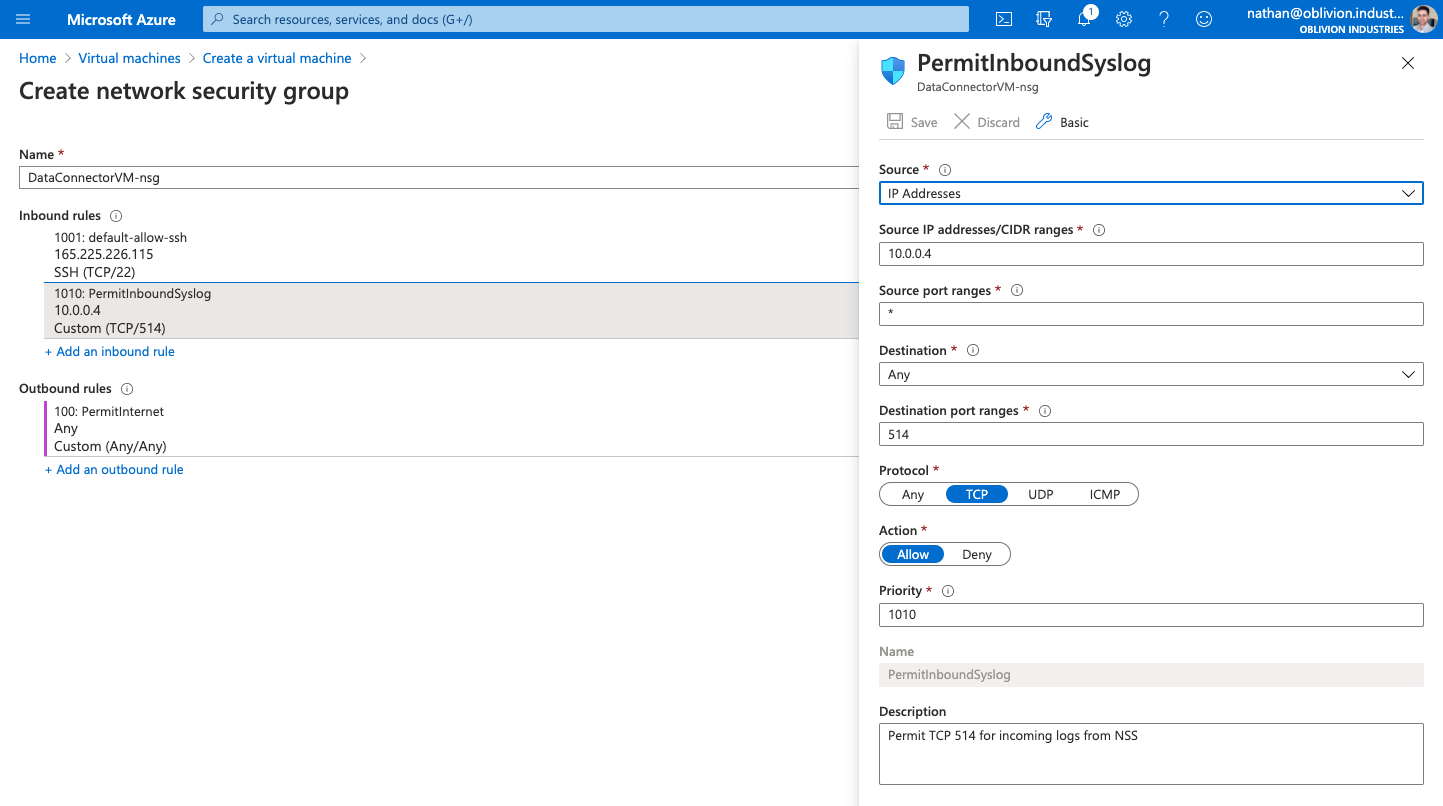 Microsoft Azure
Search resources, services, and docs (G+/)
1
nathan@oblivion.indust...
OBLIVION INDUSTRIES
Home > Virtual machines > Create a virtual machine >
Create network security group
Name *
DataConnectorVM-nsg
Inbound rules
1001: default-allow-ssh
165.225.226.115
SSH (TCP/22)
1010: PermitInboundSyslog
10.0.0.4
Custom (TCP/514)
+ Add an inbound rule
Outbound rules
100: PermitInternet
Any
Custom (Any/Any)
+ Add an outbound rule
PermitInboundSyslog
DataConnectorVM-nsg
Save Discard Basic
Source *
IP Addresses
Source IP addresses/CIDR ranges *
10.0.0.4
Source port ranges *
*
Destination *
Any
Destination port ranges *
514
Protocol *
Any TCP UDP ICMP
Action *
Allow Deny
Priority *
1010
Name
PermitInboundSyslog
Description
Permit TCP 514 for incoming logs from NSS